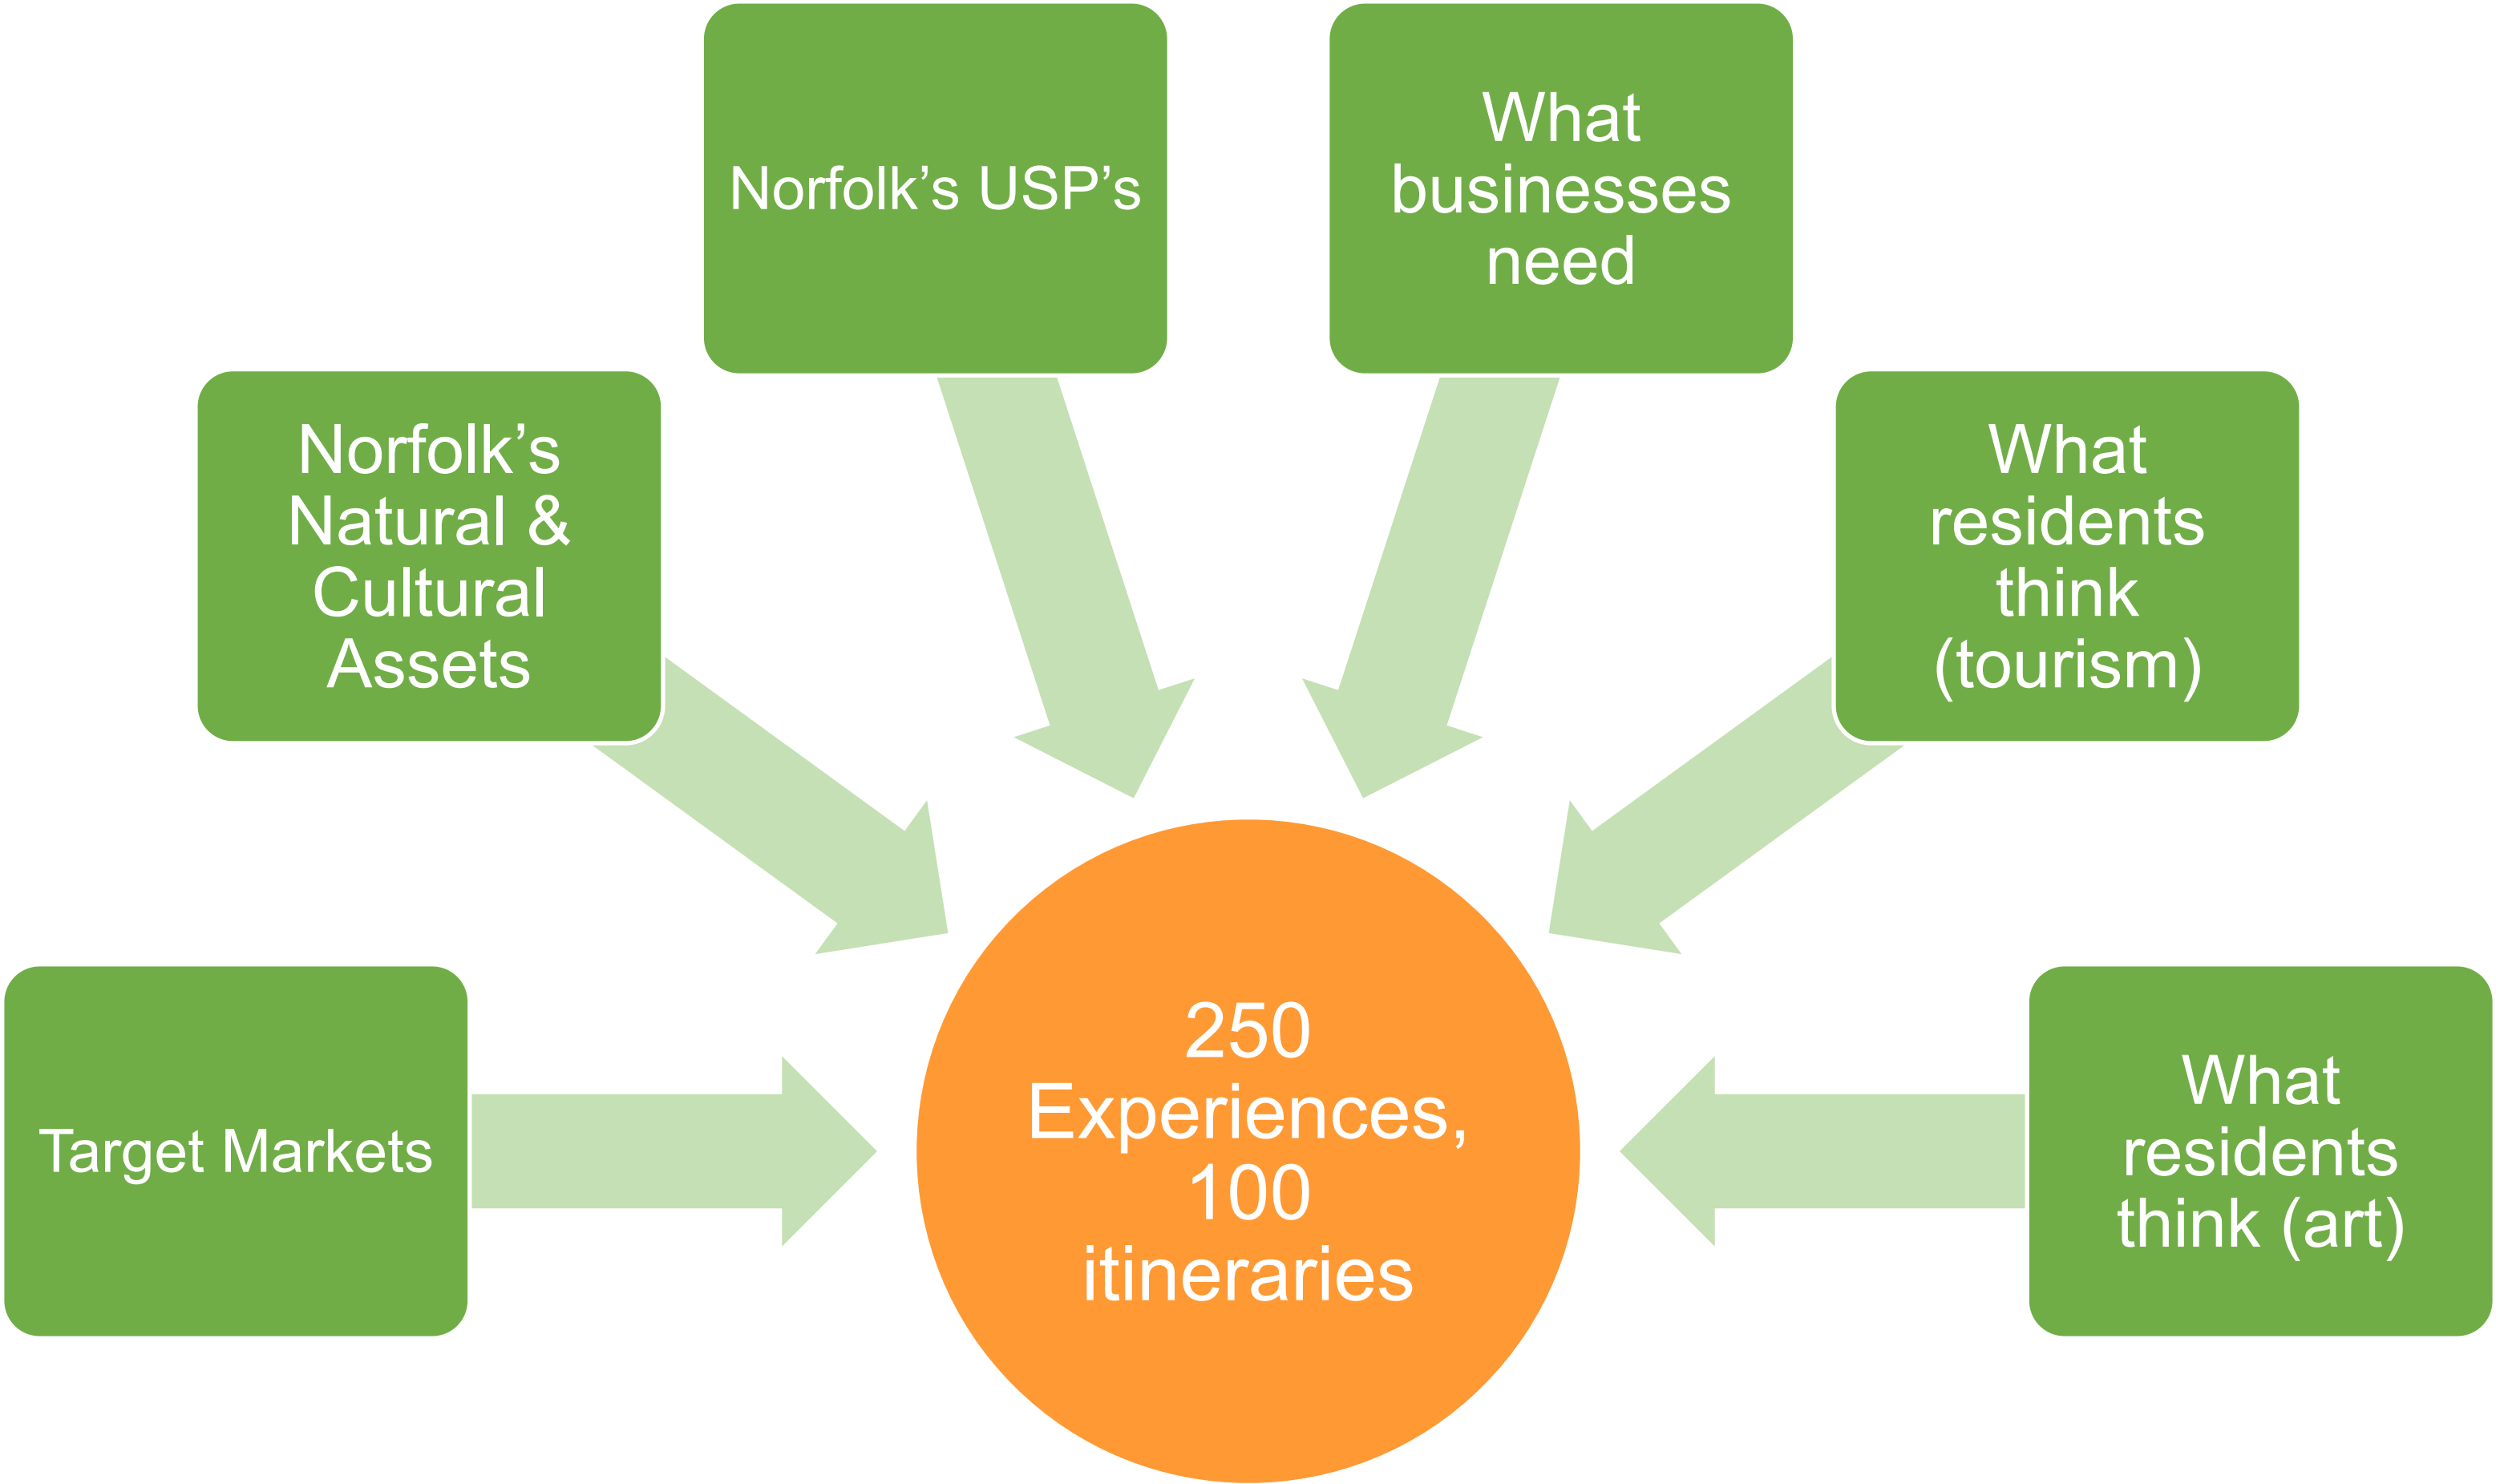 Norfolk’s USP’s
What
businesses
need
Norfolk’s
Natural &
Cultural
Assets
What
residents
think
(tourism)
Target Markets
250
Experiences,
100
itineraries
What
residents
think (art)